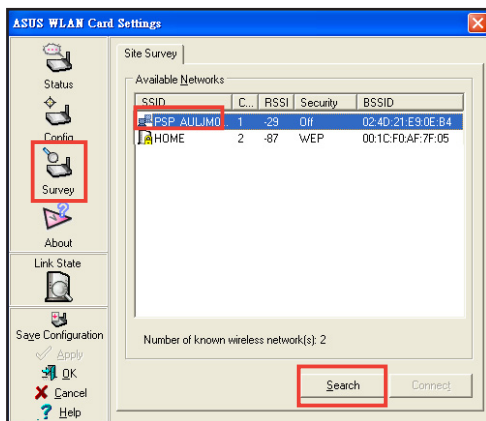 ASUS WLAN Card Settings
Status
Config
Survey
About
Link State
Save Configuration
Apply
OK
Cancel
Help
Site Survey
Available Networks
SSID C... RSSI Security BSSID
PSP_AULJM0... 1 -29 Off 02:4D:21:E9:0E:B4
HOME 2 -87 WEP 00:1C:F0:AF:7F:05
Number of known wireless network(s): 2
Search Connect